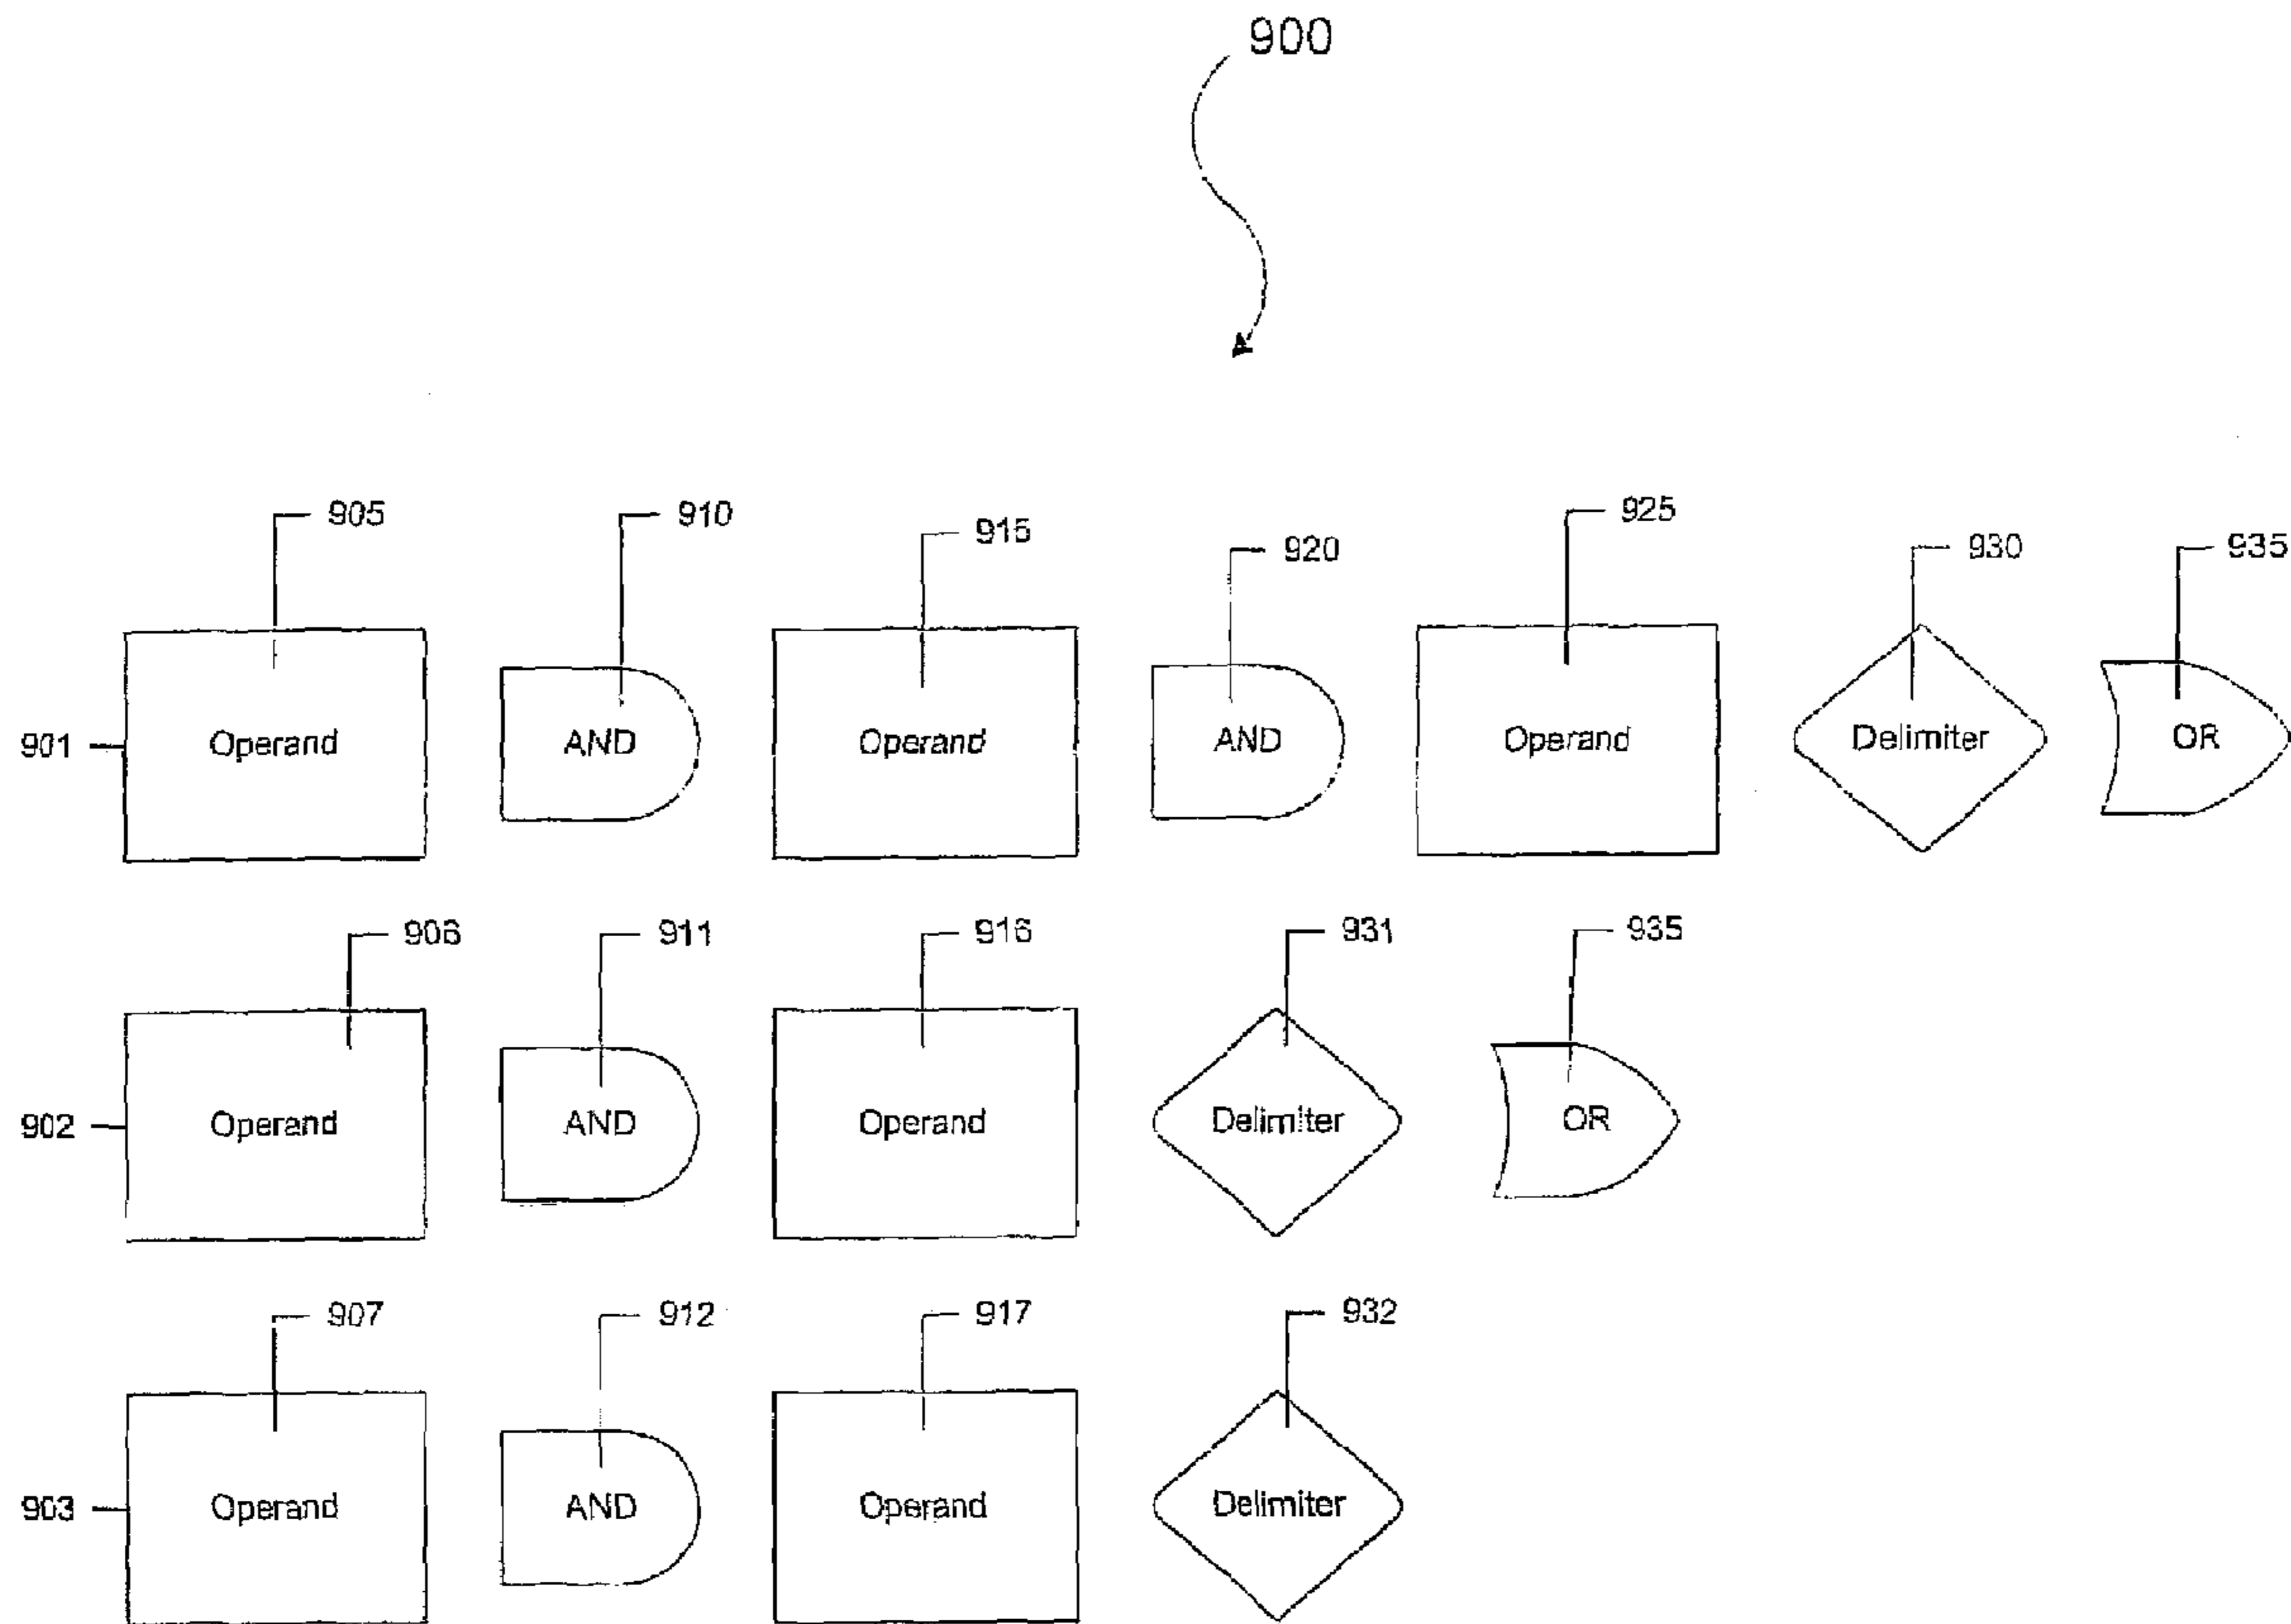 900
905 910 915 920 925 930 935
901 Operand AND Operand AND Operand Delimiter OR
906 911 916 931 935
902 Operand AND Operand Delimiter OR
907 912 917 932
903 Operand AND Operand Delimiter